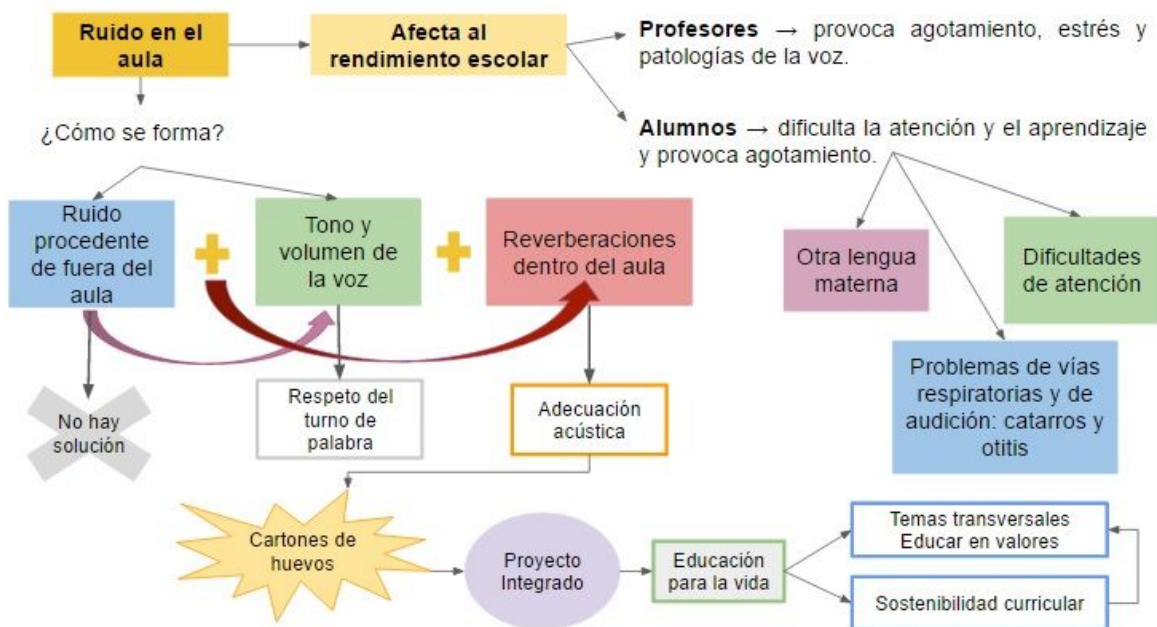 Ruido en el
aula
Afecta al
rendimiento escolar
Profesores → provoca agotamiento, estrés y
patologías de la voz.
¿Cómo se forma?
Alumnos → dificulta la atención y el aprendizaje
y provoca agotamiento.
Ruido
procedente
de fuera del
aula
Tono y
volumen de
la voz
Reverberaciones
dentro del aula
Otra lengua
materna
Dificultades
de atención
No hay
solución
Respeto del
turno de
palabra
Adecuación
acústica
Problemas de vías
respiratorias y de
audición: catarros y
otitis
Cartones de
huevos
Proyecto
Integrado
Educación
para la vida
Temas transversales
Educar en valores
Sostenibilidad curricular